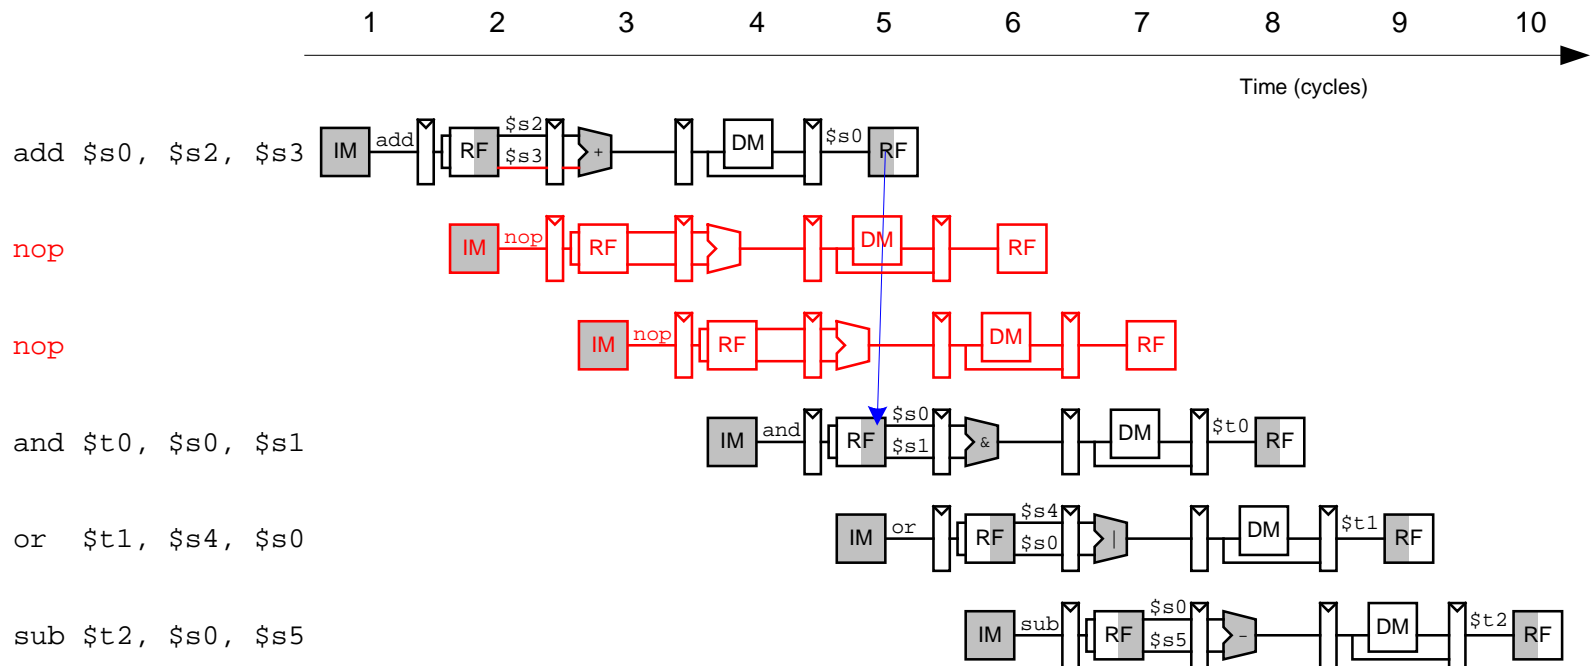 1 2 3 4 5 6 7 8 9 10
Time (cycles)
add $s0, $s2, $s3 IM add RF $s2 $s3 + DM $s0 RF
nop IM nop RF DM RF
nop IM nop RF DM RF
and $t0, $s0, $s1 IM and RF $s0 $s1 & DM $t0 RF
or $t1, $s4, $s0 IM or RF $s4 $s0 | DM $t1 RF
sub $t2, $s0, $s5 IM sub RF $s0 $s5 - DM $t2 RF